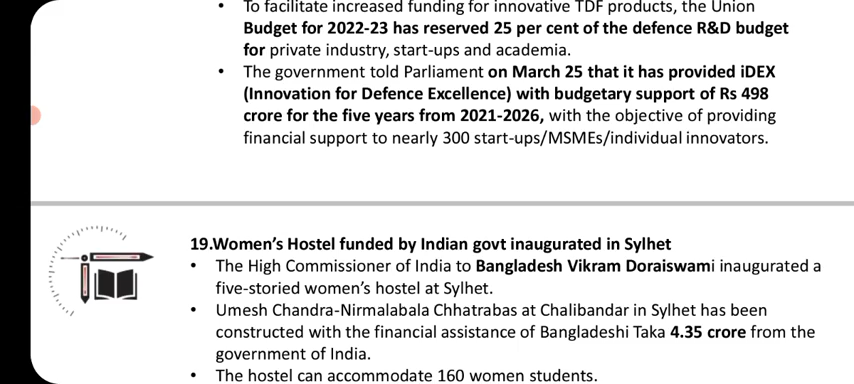 • To facilitate increased funding for innovative TDF products, the Union
Budget for 2022-23 has reserved 25 per cent of the defence R&D budget
for private industry, start-ups and academia.
• The government told Parliament on March 25 that it has provided iDEX
(Innovation for Defence Excellence) with budgetary support of Rs 498
crore for the five years from 2021-2026, with the objective of providing
financial support to nearly 300 start-ups/MSMEs/individual innovators.
19.Women’s Hostel funded by Indian govt inaugurated in Sylhet
• The High Commissioner of India to Bangladesh Vikram Doraiswami inaugurated a
five-storied women’s hostel at Sylhet.
• Umesh Chandra-Nirmalabala Chhatrabas at Chalibandar in Sylhet has been
constructed with the financial assistance of Bangladeshi Taka 4.35 crore from the
government of India.
• The hostel can accommodate 160 women students.